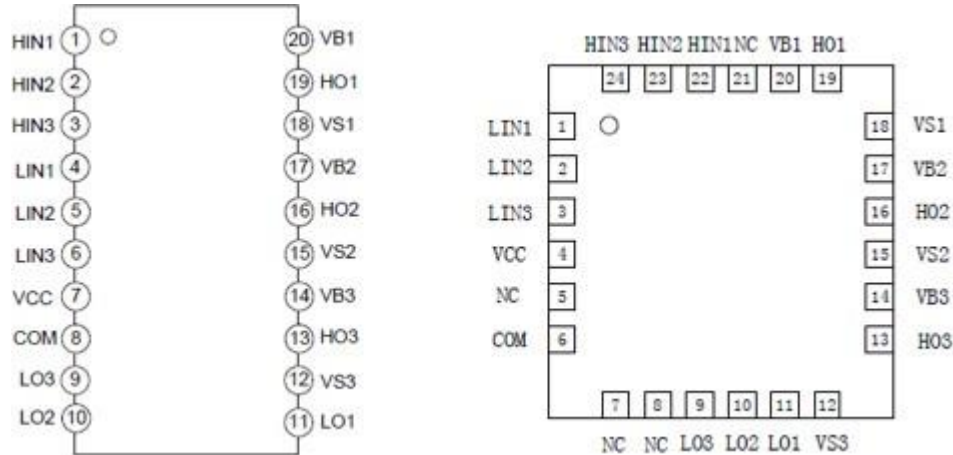 HIN1 1 20 VB1
HIN2 2 19 HO1
HIN3 3 18 VS1
LIN1 4 17 VB2
LIN2 5 16 HO2
LIN3 6 15 VS2
VCC 7 14 VB3
COM 8 13 HO3
LO3 9 12 VS3
LO2 10 11 LO1
HIN3 HIN2 HIN1 NC VB1 HO1
24 23 22 21 20 19
LIN1 1 18 VS1
LIN2 2 17 VB2
LIN3 3 16 HO2
VCC 4 15 VS2
NC 5 14 VB3
COM 6 13 HO3
7 8 9 10 11 12
NC NC LO3 LO2 LO1 VS3